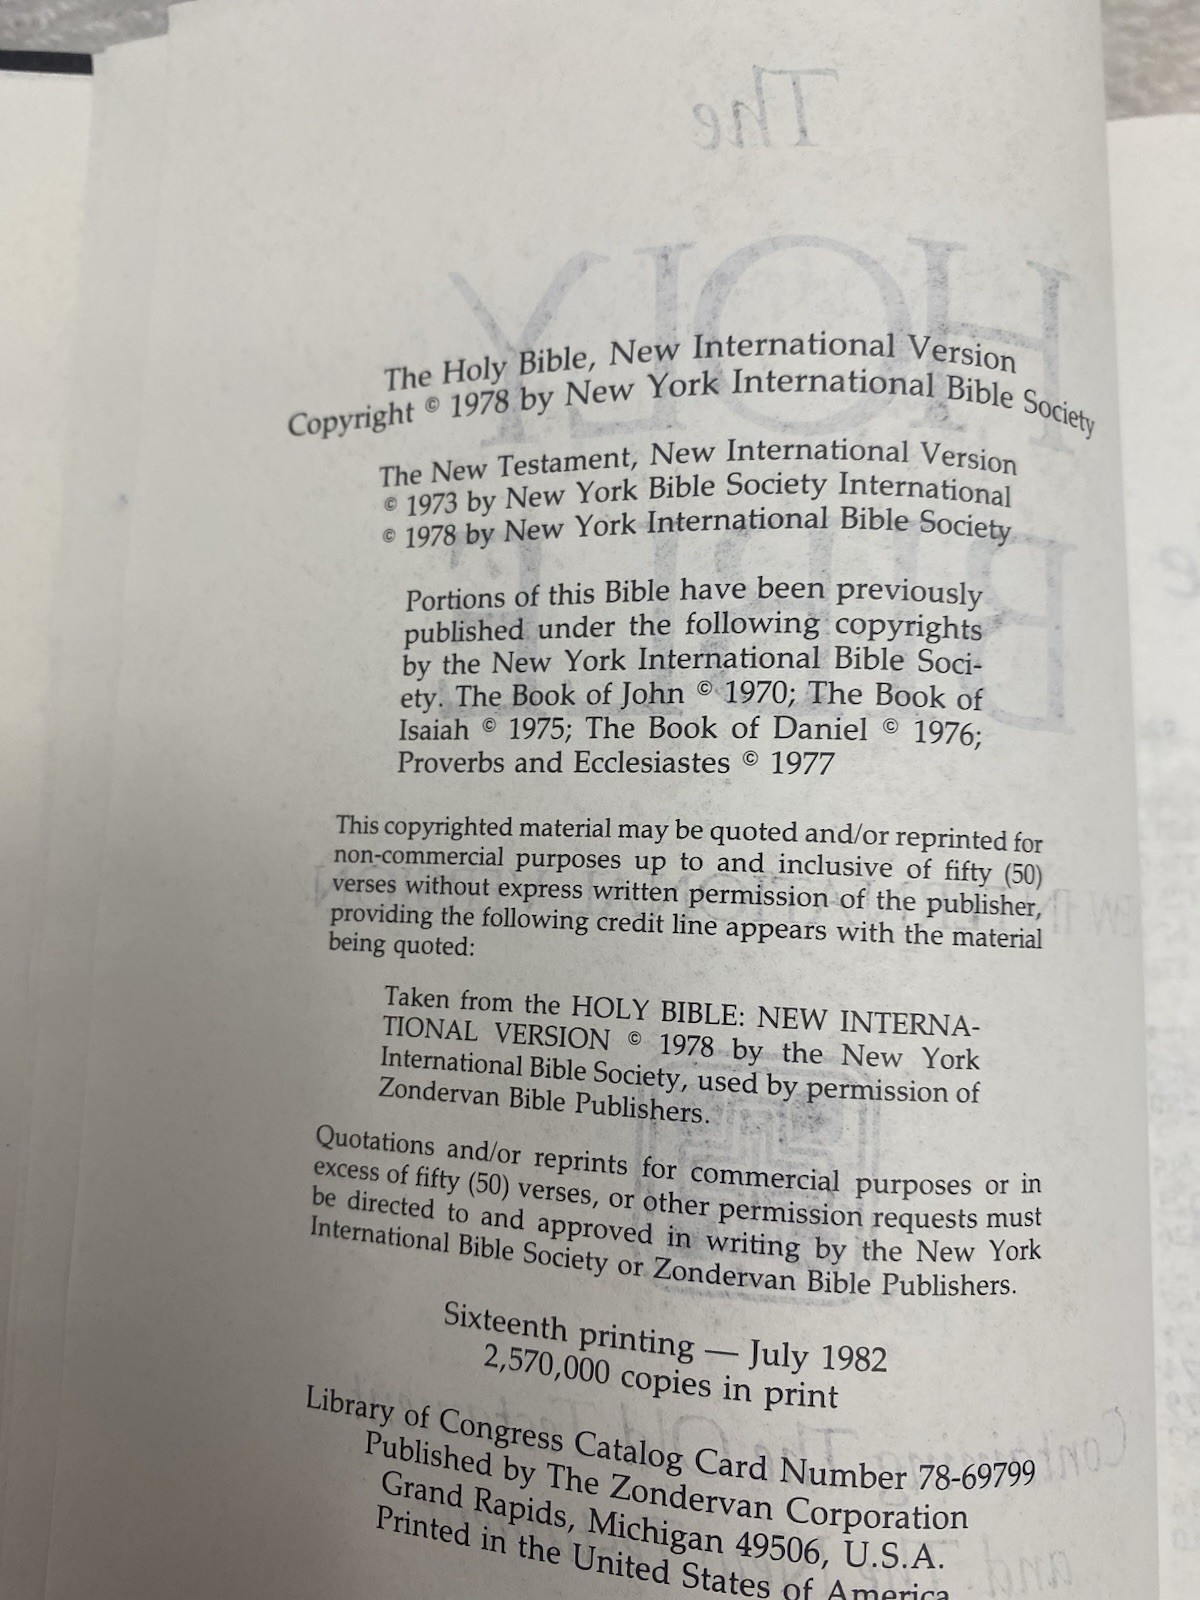 The Holy Bible, New International Version
Copyright © 1978 by New York International Bible Society
The New Testament, New International Version
© 1973 by New York Bible Society International
© 1978 by New York International Bible Society
Portions of this Bible have been previously
published under the following copyrights
by the New York International Bible Soci-
ety. The Book of John © 1970; The Book of
Isaiah © 1975; The Book of Daniel © 1976;
Proverbs and Ecclesiastes © 1977
This copyrighted material may be quoted and/or reprinted for
non-commercial purposes up to and inclusive of fifty (50)
verses without express written permission of the publisher,
providing the following credit line appears with the material
being quoted:
Taken from the HOLY BIBLE: NEW INTERNA-
TIONAL VERSION © 1978 by the New York
International Bible Society, used by permission of
Zondervan Bible Publishers.
Quotations and/or reprints for commercial purposes or in
excess of fifty (50) verses, or other permission requests must
be directed to and approved in writing by the New York
International Bible Society or Zondervan Bible Publishers.
Sixteenth printing — July 1982
2,570,000 copies in print
Library of Congress Catalog Card Number 78-69799
Published by The Zondervan Corporation
Grand Rapids, Michigan 49506, U.S.A.
Printed in the United States of America